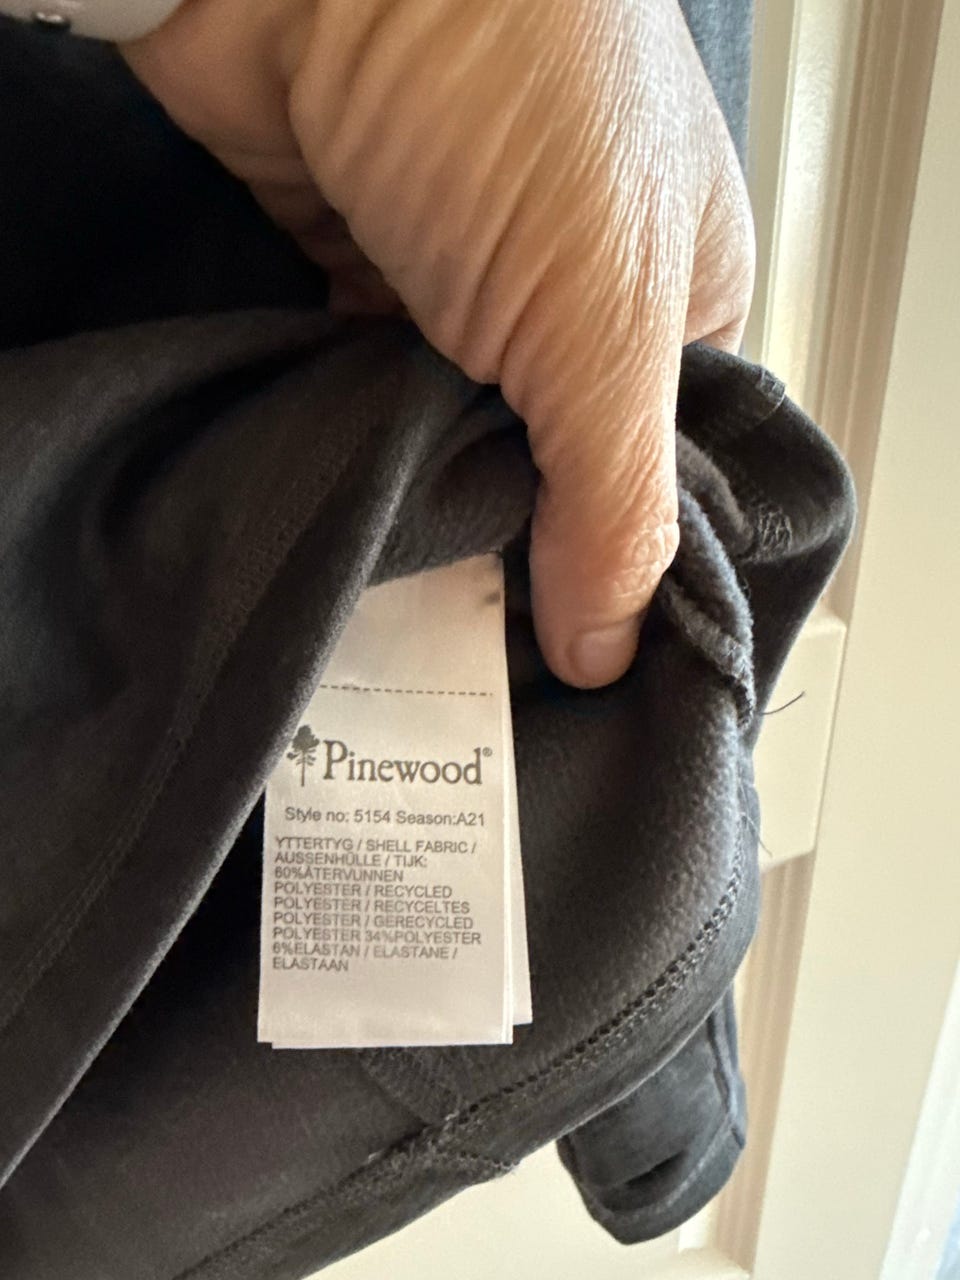 Pinewood®
Style no: 5154 Season:A21
YTTERTYG / SHELL FABRIC /
AUSSENHÜLLE / TIJK:
60%ÅTERVUNNEN
POLYESTER / RECYCLED
POLYESTER / RECYCELTES
POLYESTER / GERECYCLED
POLYESTER 34%POLYESTER
6%ELASTAN / ELASTANE /
ELASTAAN